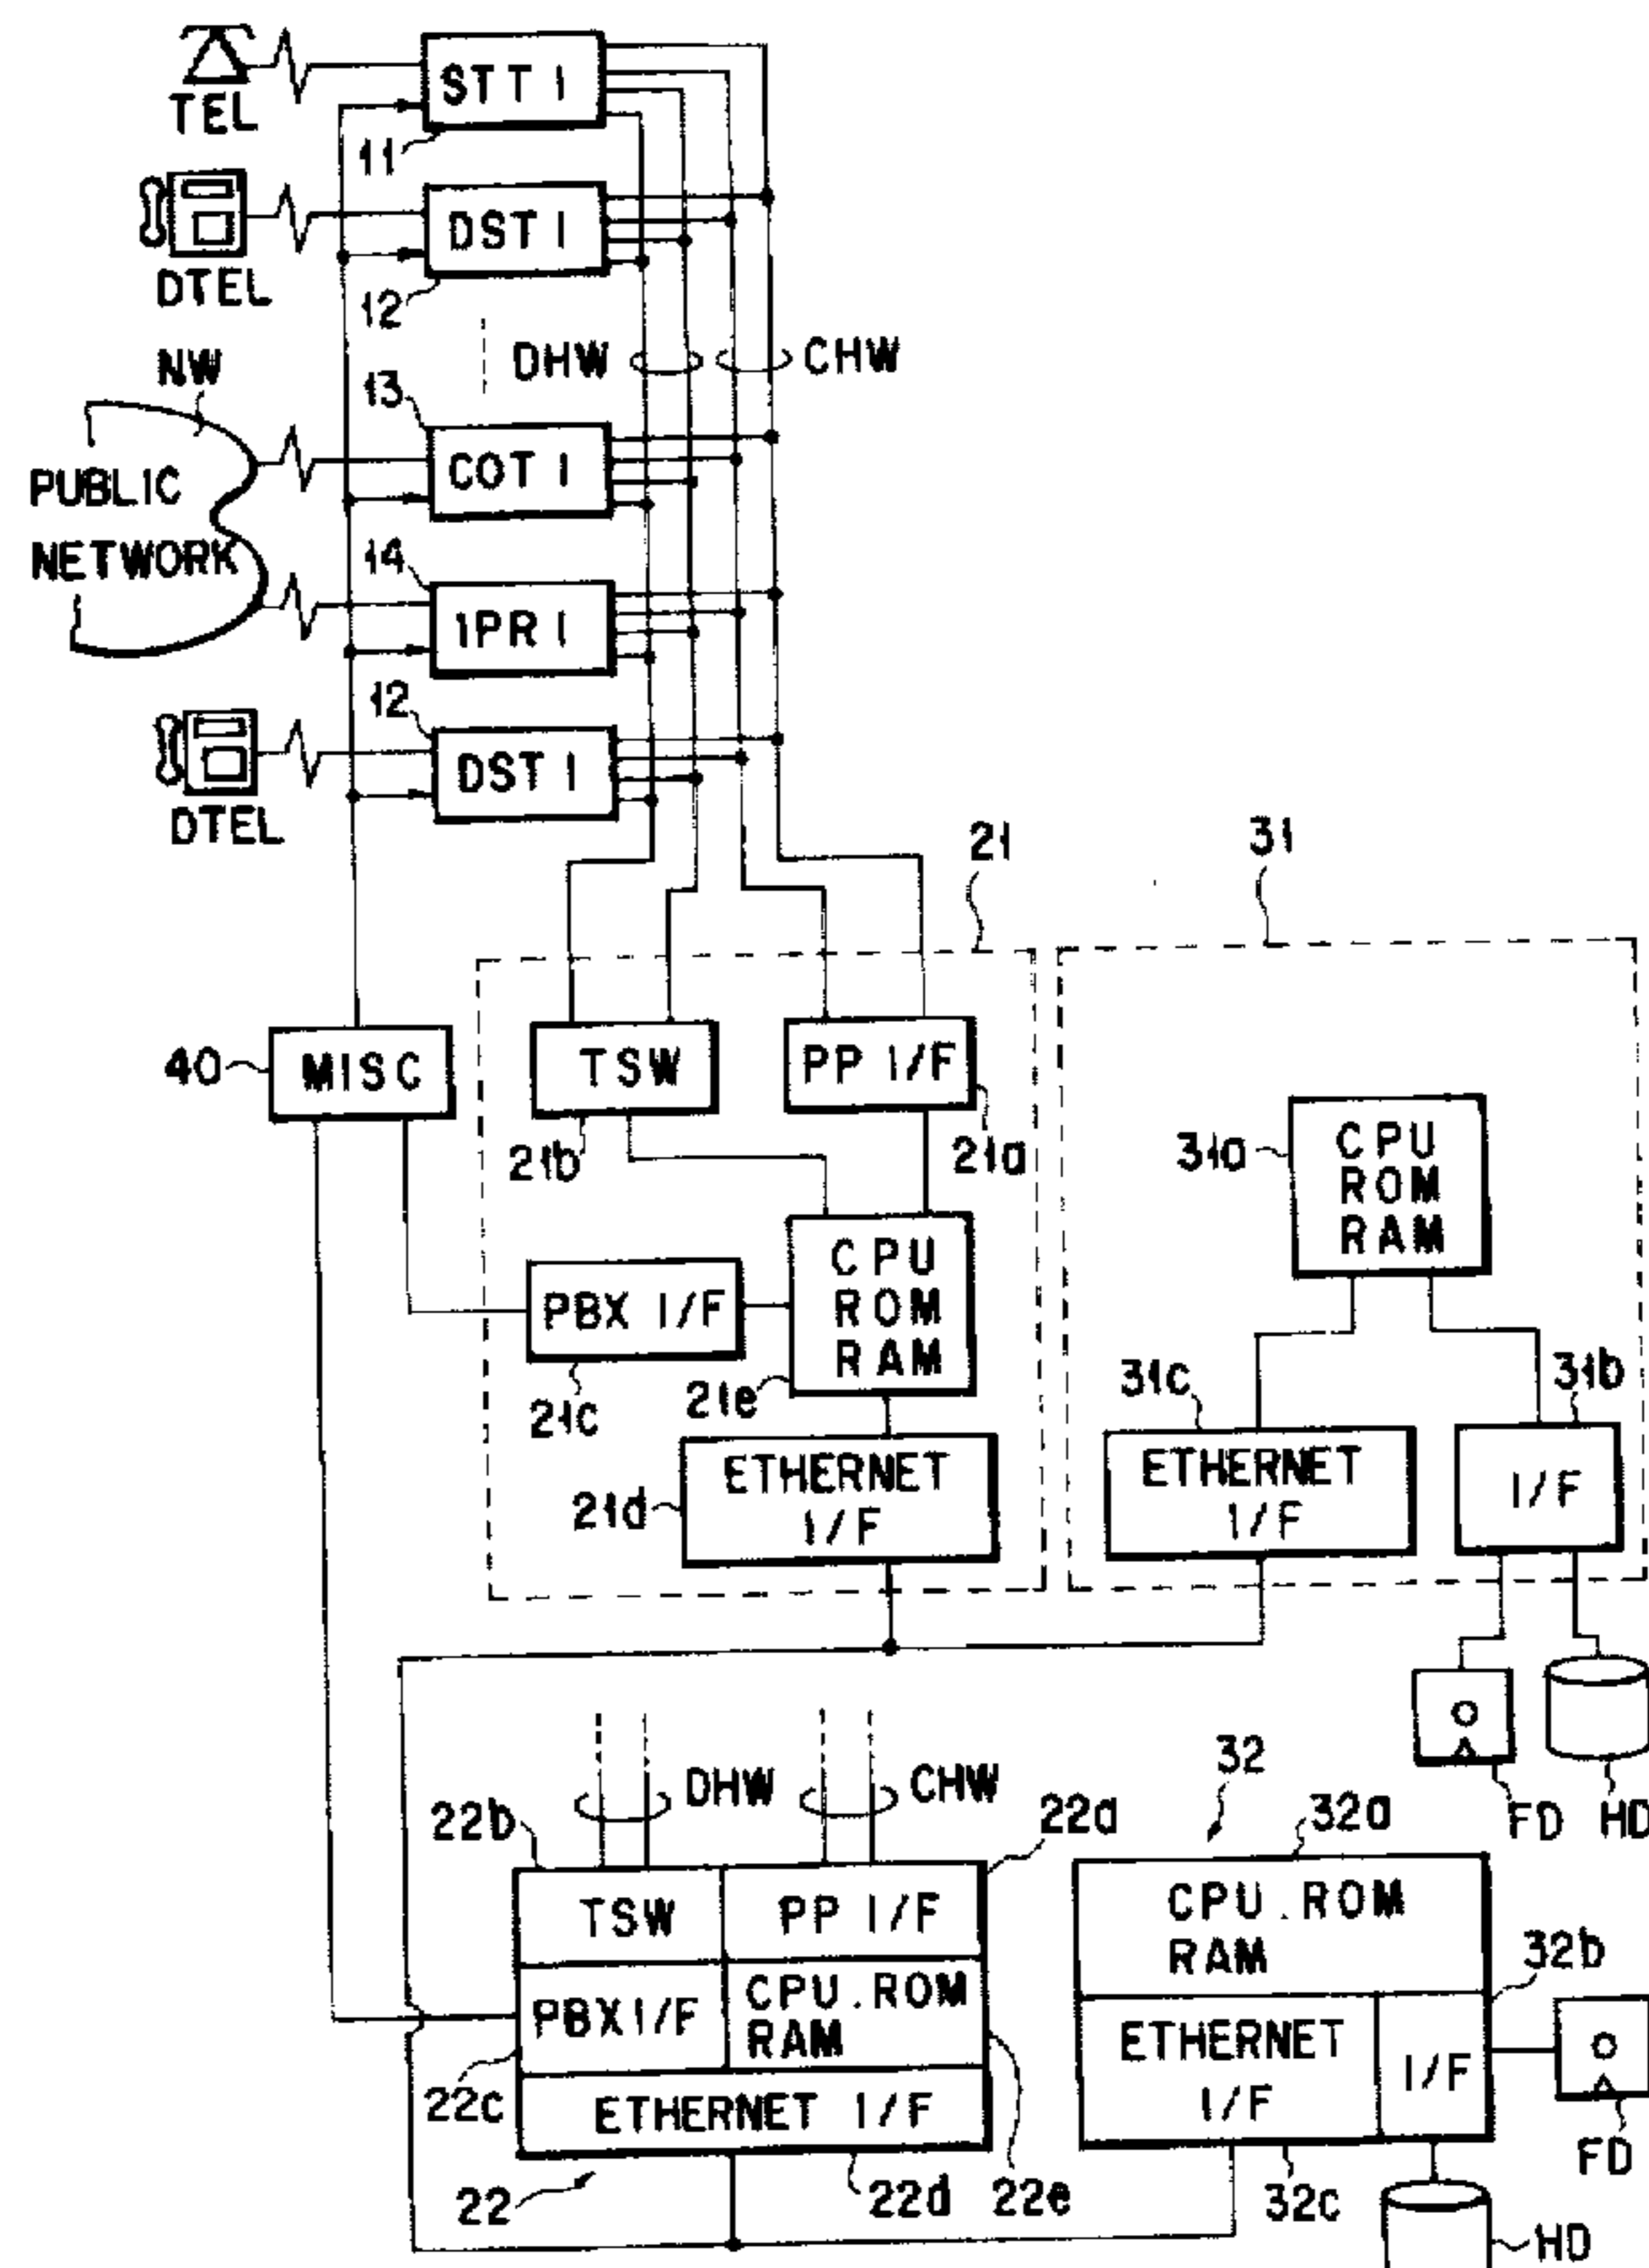 TEL
STT I
11
DTEL
DST I
12
NW
DHW
CHW
PUBLIC
NETWORK
13
COT I
14
IPR I
12
DTEL
DST I
21
31
40
MISC
TSW
PP I/F
21b
21a
31a
CPU
ROM
RAM
PBX I/F
21c
CPU
ROM
RAM
21e
31c
31b
ETHERNET
I/F
21d
ETHERNET
I/F
I/F
FD
HD
DHW
CHW
22b
22a
32
32a
TSW
PP I/F
CPU.ROM
RAM
32b
PBX I/F
CPU.ROM
RAM
ETHERNET
I/F
I/F
22c
ETHERNET I/F
FD
22
22d
22e
32c
HD